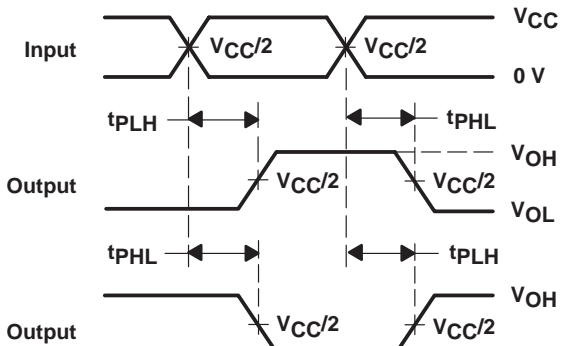 VCC
Input VCC/2 VCC/2
0 V
tPLH tPHL
VOH
Output VCC/2 VCC/2
VOL
tPHL tPLH
VOH
Output VCC/2 VCC/2